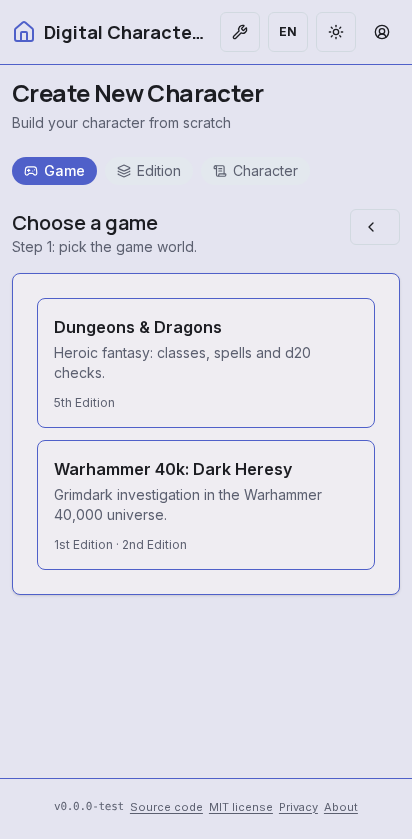 Digital Characte…
EN
Create New Character
Build your character from scratch
Game
Edition
Character
Choose a game
Step 1: pick the game world.
Dungeons & Dragons
Heroic fantasy: classes, spells and d20
checks.
5th Edition
Warhammer 40k: Dark Heresy
Grimdark investigation in the Warhammer
40,000 universe.
1st Edition · 2nd Edition
v0.0.0-test Source code MIT license Privacy About